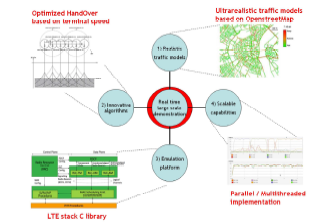 Optimized HandOver
based on terminal speed
Ultrarealistic traffic models
based on OpenstreetMap
1) Realistic
traffic models
2) Innovative
algorithms
Real time
large scale
demonstration
4) Scalable
capabilities
3) Emulation
platform
Parallel / Multithreaded
implementation
LTE stack C library